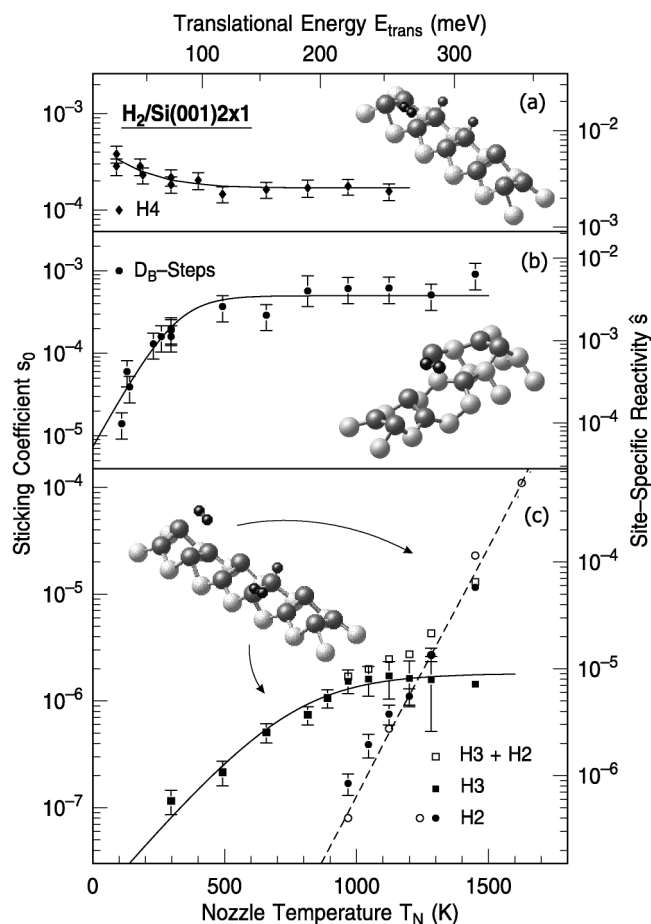 Translational Energy E_trans (meV)
100 200 300
H₂/Si(001)2x1
(a)
10⁻³
10⁻⁴
10⁻²
10⁻³
H4
D_B–Steps
(b)
10⁻³
10⁻⁴
10⁻⁵
10⁻²
10⁻³
10⁻⁴
Sticking Coefficient s₀
Site–Specific Reactivity ŝ
(c)
10⁻⁴
10⁻⁵
10⁻⁶
10⁻⁷
10⁻⁴
10⁻⁵
10⁻⁶
H3 + H2
H3
H2
0 500 1000 1500
Nozzle Temperature T_N (K)